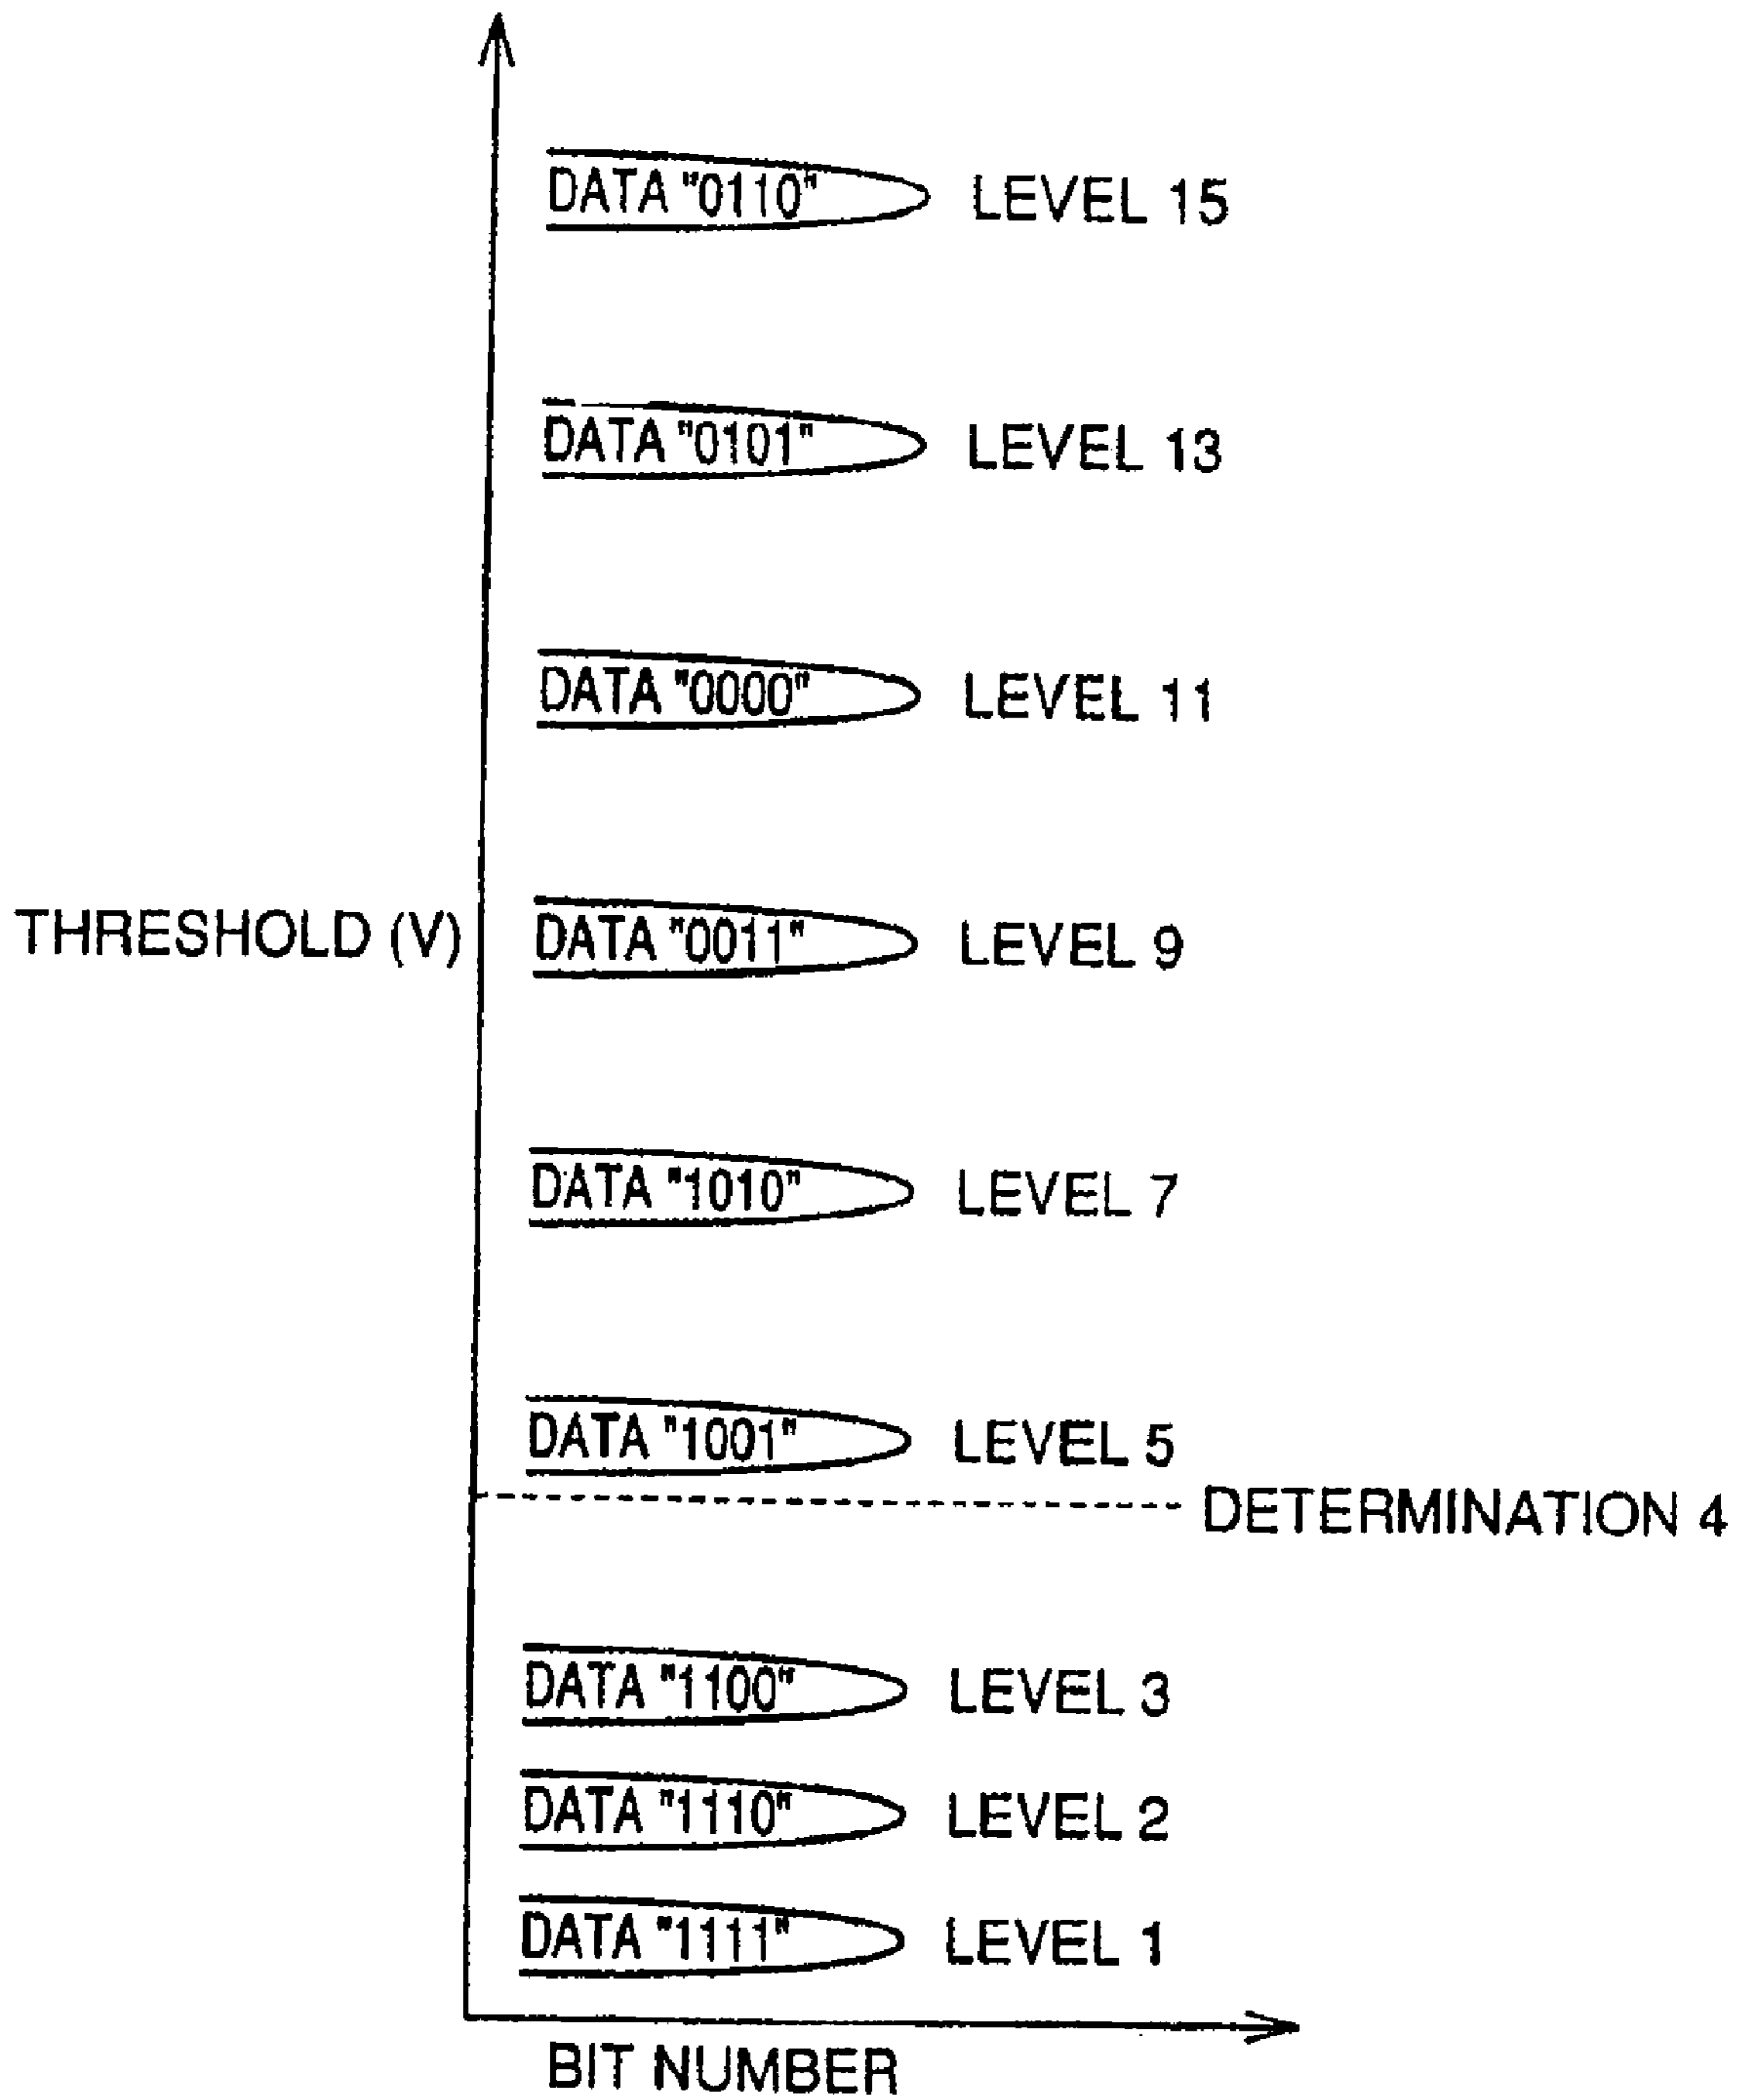 DATA "0110" LEVEL 15
DATA "0101" LEVEL 13
DATA "0000" LEVEL 11
THRESHOLD (V) DATA "0011" LEVEL 9
DATA "1010" LEVEL 7
DATA "1001" LEVEL 5
DETERMINATION 4
DATA "1100" LEVEL 3
DATA "1110" LEVEL 2
DATA "1111" LEVEL 1
BIT NUMBER